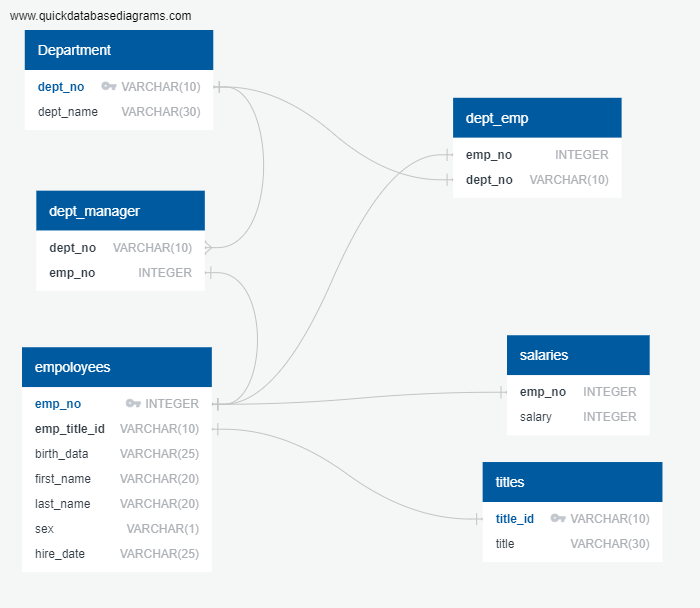 www.quickdatabasediagrams.com
Department
dept_no VARCHAR(10)
dept_name VARCHAR(30)
dept_emp
emp_no INTEGER
dept_no VARCHAR(10)
dept_manager
dept_no VARCHAR(10)
emp_no INTEGER
empoloyees
emp_no INTEGER
emp_title_id VARCHAR(10)
birth_data VARCHAR(25)
first_name VARCHAR(20)
last_name VARCHAR(20)
sex VARCHAR(1)
hire_date VARCHAR(25)
salaries
emp_no INTEGER
salary INTEGER
titles
title_id VARCHAR(10)
title VARCHAR(30)